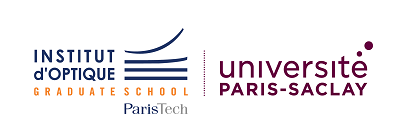 INSTITUT
d'OPTIQUE
GRADUATE SCHOOL
ParisTech
université
PARIS-SACLAY